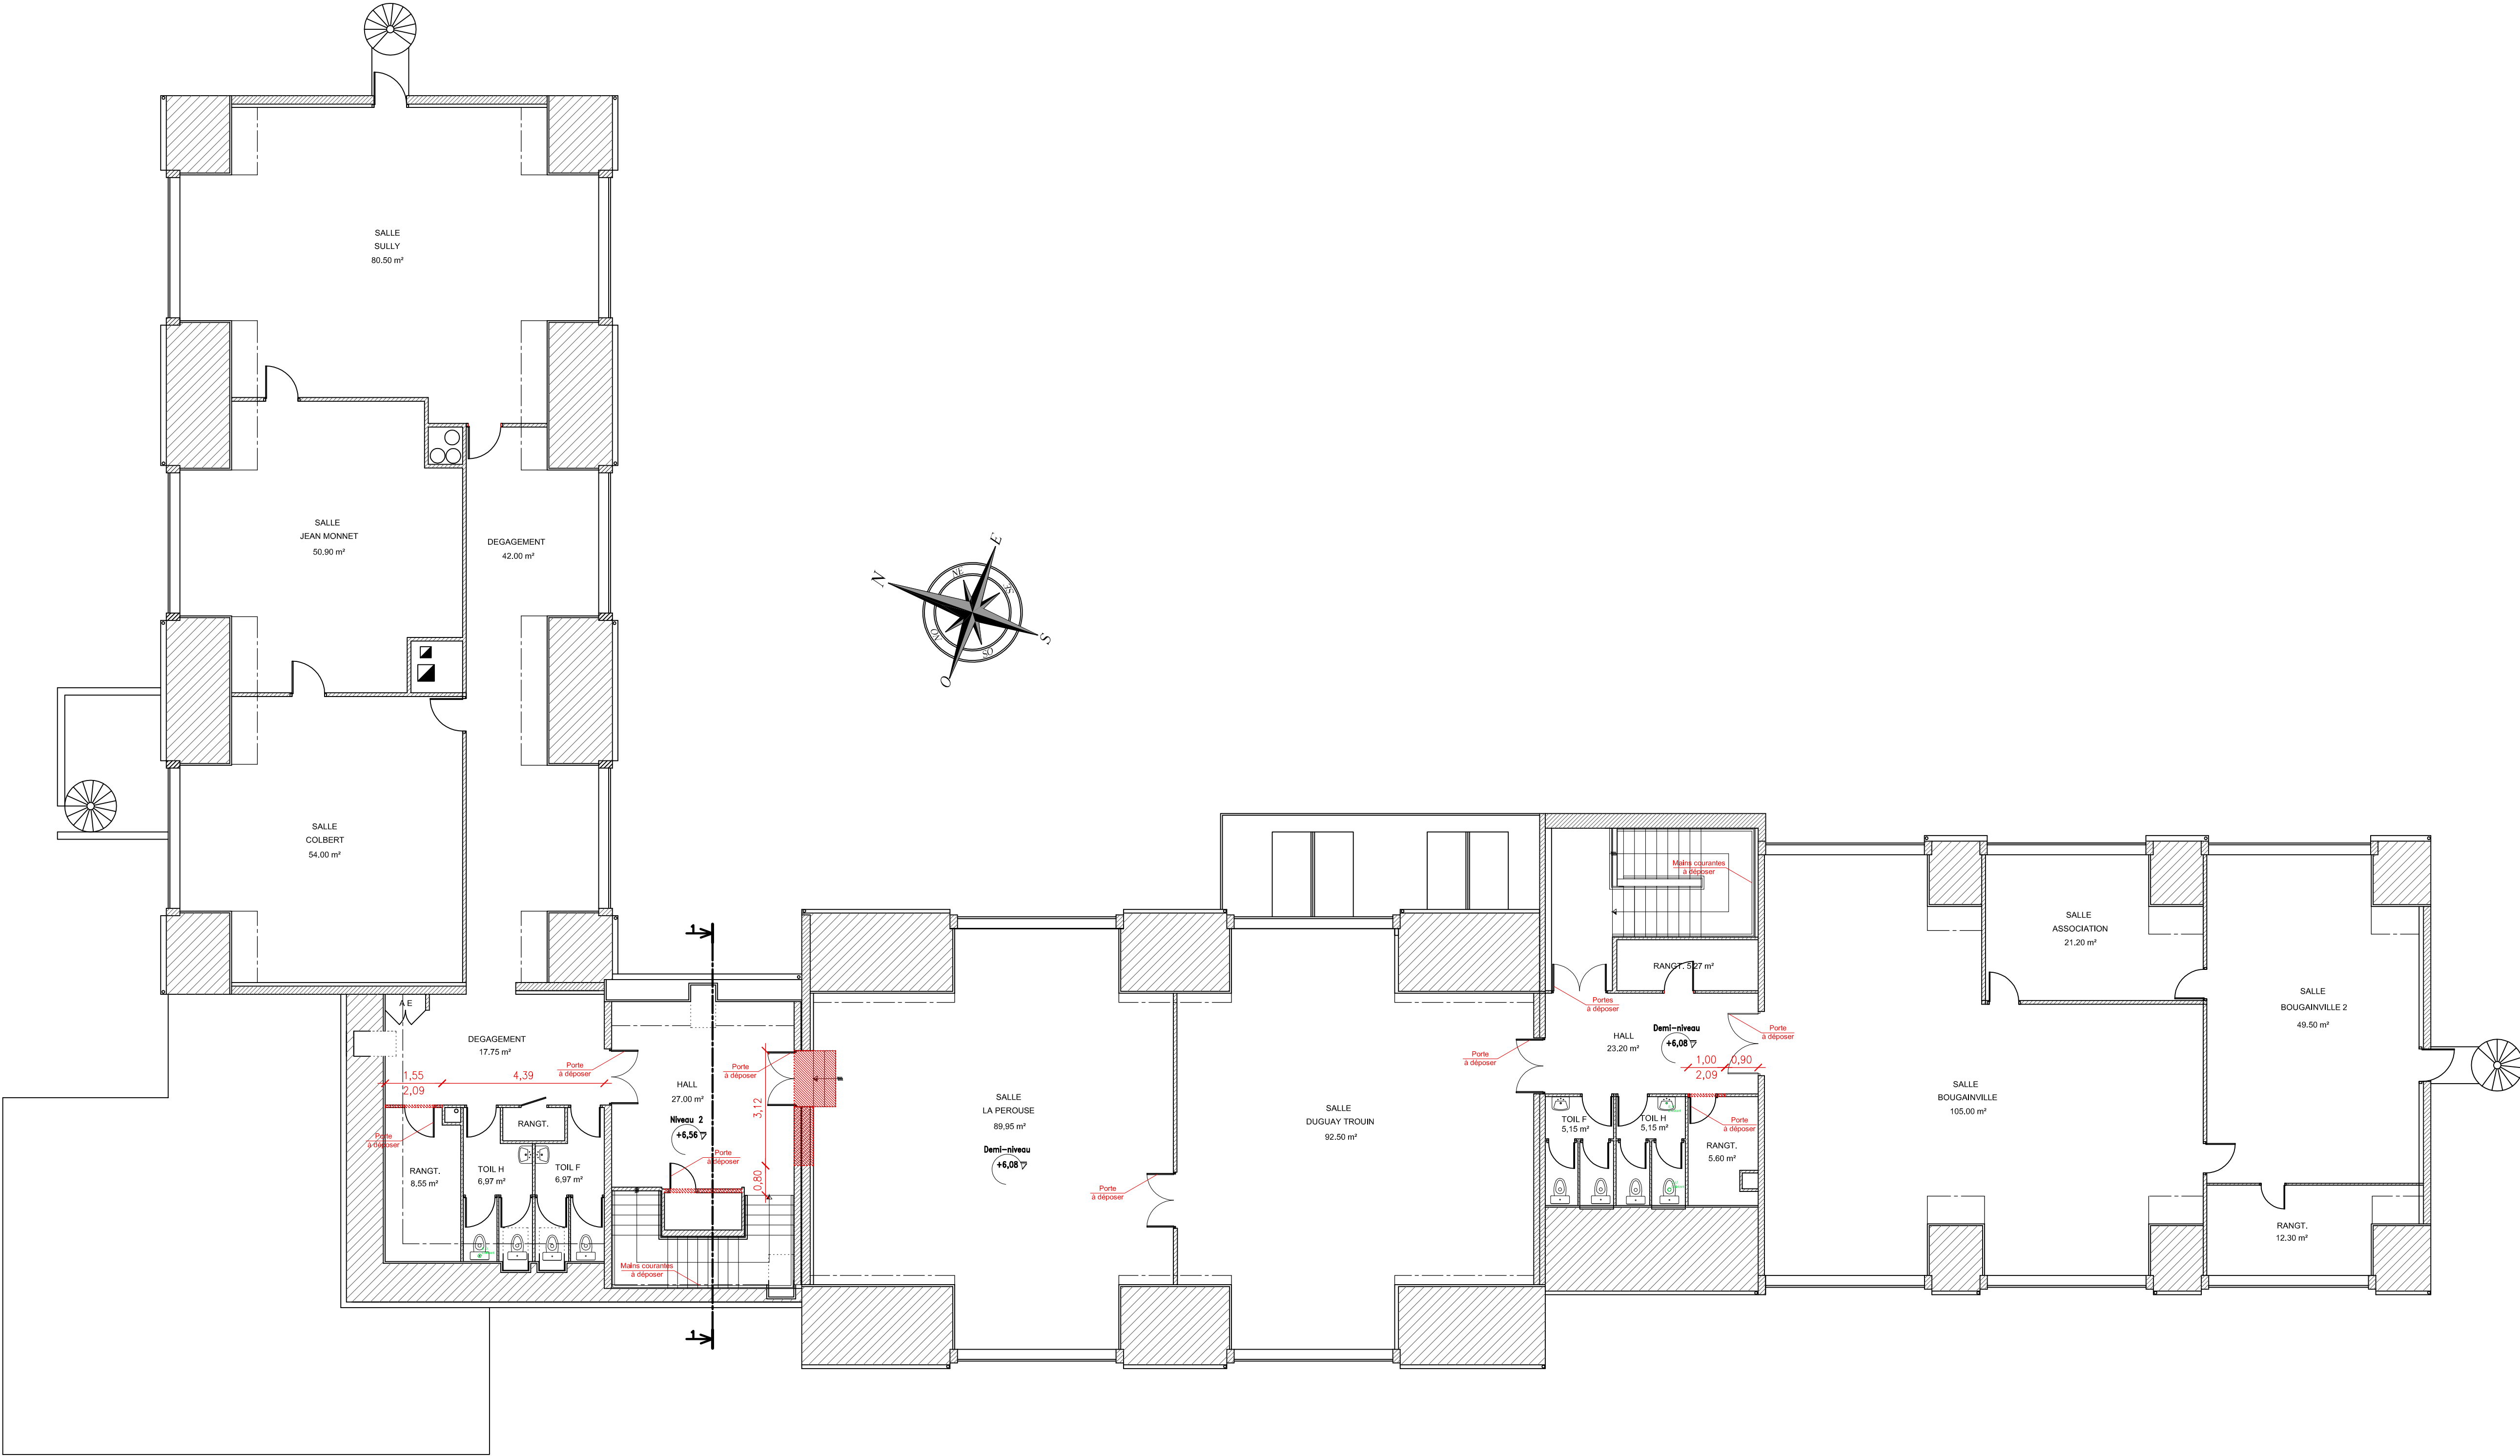 SALLE
SULLY
80.50 m²
SALLE
JEAN MONNET
50,90 m²
DEGAGEMENT
42.00 m²
N
NE
E
SE
S
SO
O
NO
SALLE
COLBERT
54,00 m²
A E
DEGAGEMENT
17.75 m²
1,55
2,09
4,39
Porte
à déposer
Porte
à déposer
RANGT.
8,55 m²
TOIL H
6,97 m²
RANGT.
TOIL F
6,97 m²
1
HALL
27.00 m²
Niveau 2
+6,56
Porte
à déposer
3,12
0,80
Porte
à déposer
Mains courantes
à déposer
1
SALLE
LA PEROUSE
89,95 m²
Demi-niveau
+6,08
Porte
à déposer
SALLE
DUGUAY TROUIN
92.50 m²
Porte
à déposer
Mains courantes
à déposer
RANGT. 5.27 m²
Portes
à déposer
HALL
23.20 m²
Demi-niveau
+6,08
Porte
à déposer
1,00
0,90
2,09
TOIL F
5,15 m²
TOIL H
5,15 m²
Porte
à déposer
RANGT.
5.60 m²
SALLE
ASSOCIATION
21.20 m²
SALLE
BOUGAINVILLE
105.00 m²
SALLE
BOUGAINVILLE 2
49.50 m²
RANGT.
12.30 m²